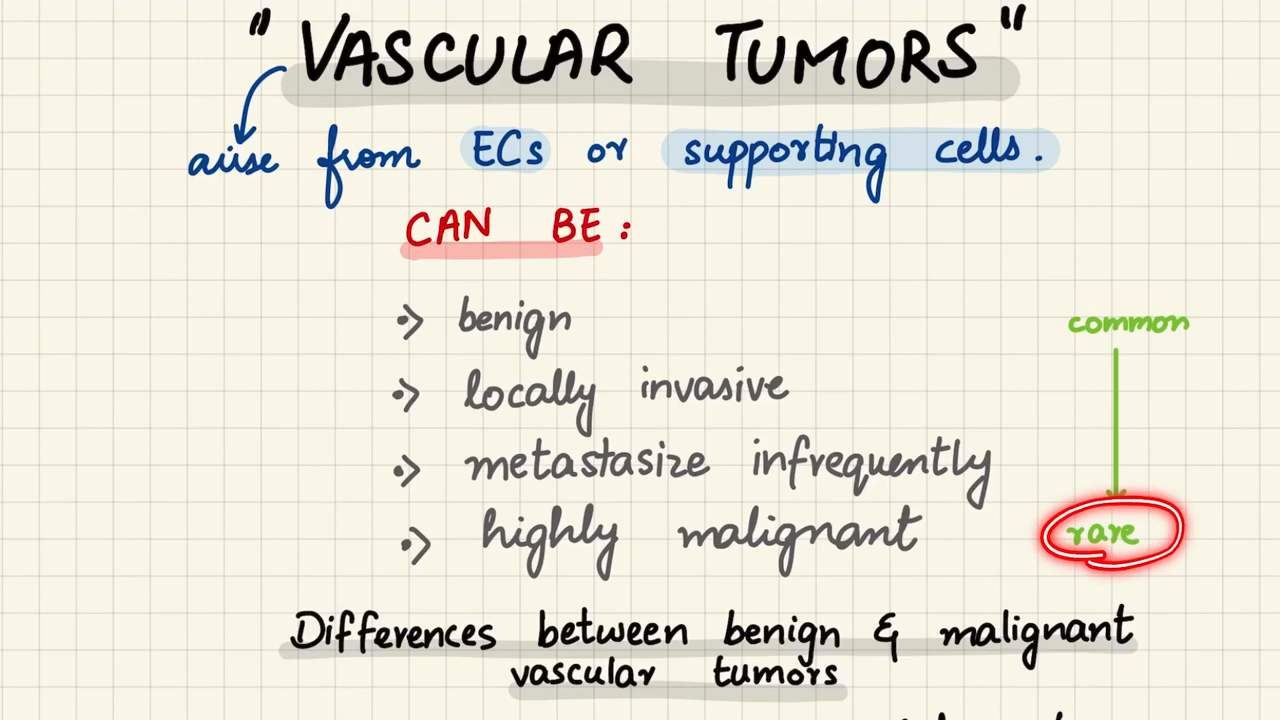 "VASCULAR TUMORS"
arise from ECs or supporting cells.
CAN BE:
benign
locally invasive
common
metastasize infrequently
highly malignant
rare
Differences between benign & malignant
vascular tumors